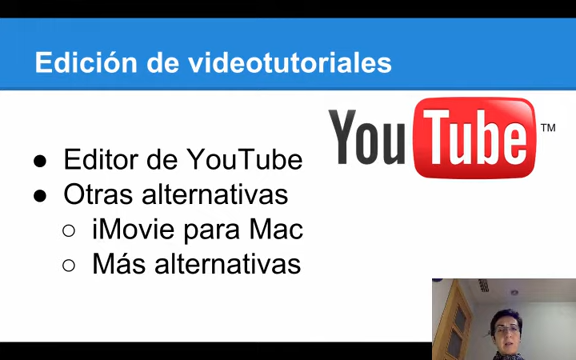 Edición de videotutoriales
YouTube™
● Editor de YouTube
● Otras alternativas
○ iMovie para Mac
○ Más alternativas